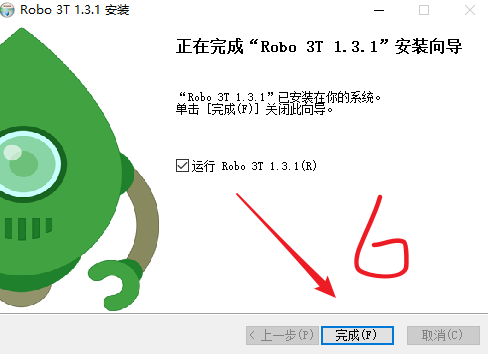 Robo 3T 1.3.1 安装
正在完成“Robo 3T 1.3.1”安装向导
“Robo 3T 1.3.1”已安装在你的系统。
单击 [完成(F)] 关闭此向导。
运行 Robo 3T 1.3.1(R)
6
< 上一步(P)
完成(F)
取消(C)